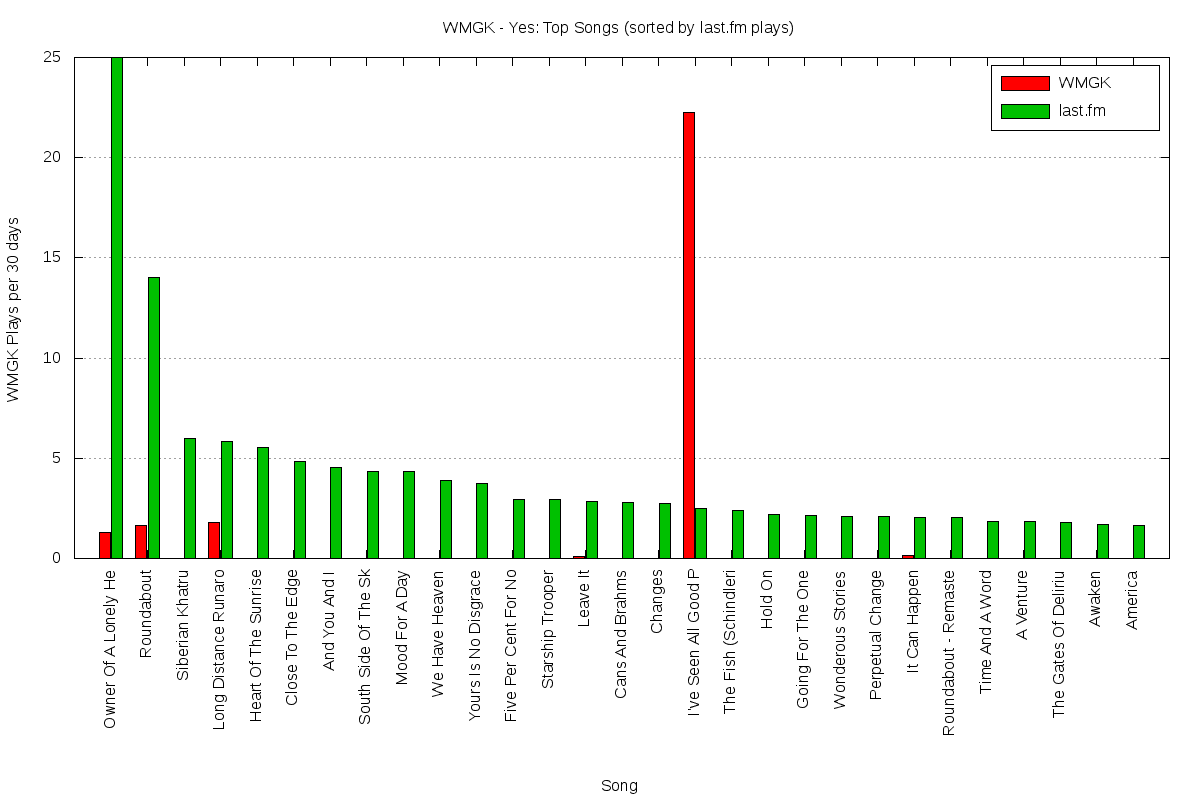 WMGK - Yes: Top Songs (sorted by last.fm plays)
WMGK
last.fm
WMGK Plays per 30 days
25
20
15
10
5
0
Owner Of A Lonely He
Roundabout
Siberian Khatru
Long Distance Runaro
Heart Of The Sunrise
Close To The Edge
And You And I
South Side Of The Sk
Mood For A Day
We Have Heaven
Yours Is No Disgrace
Five Per Cent For No
Starship Trooper
Leave It
Cans And Brahms
Changes
I've Seen All Good P
The Fish (Schindleri
Hold On
Going For The One
Wonderous Stories
Perpetual Change
It Can Happen
Roundabout - Remaste
Time And A Word
A Venture
The Gates Of Deliriu
Awaken
America
Song